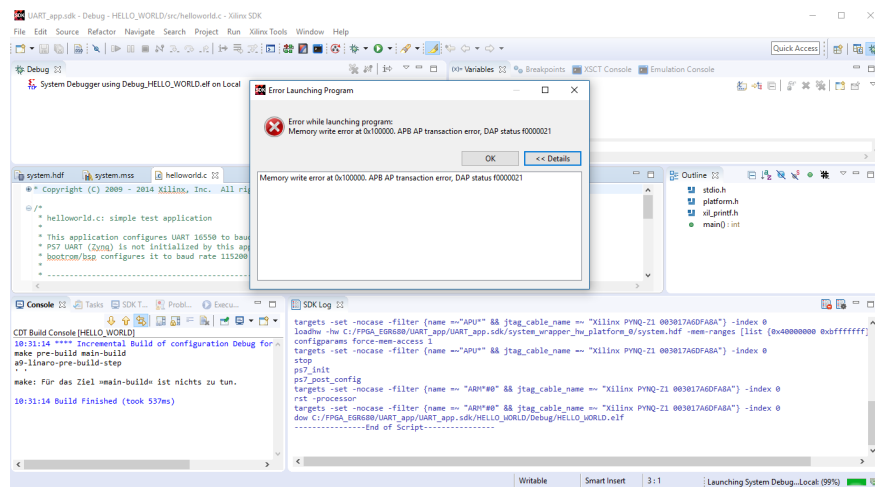 UART_app.sdk - Debug - HELLO_WORLD/src/helloworld.c - Xilinx SDK
File Edit Source Refactor Navigate Search Project Run Xilinx Tools Window Help
Quick Access
Debug
Variables Breakpoints XSCT Console Emulation Console
System Debugger using Debug_HELLO_WORLD.elf on Local
Error Launching Program
Error while launching program:
Memory write error at 0x100000. APB AP transaction error, DAP status f0000021
OK << Details
Memory write error at 0x100000. APB AP transaction error, DAP status f0000021
system.hdf system.mss helloworld.c
* Copyright (C) 2009 - 2014 Xilinx, Inc. All rig
/*
* helloworld.c: simple test application
*
* This application configures UART 16550 to bau
* PS7 UART (Zynq) is not initialized by this ap
* bootrom/bsp configures it to baud rate 115200
*
* ------------------------------------------------
Outline
stdio.h
platform.h
xil_printf.h
main() : int
Console Tasks SDK T... Probl... Execu...
CDT Build Console [HELLO_WORLD]
10:31:14 **** Incremental Build of configuration Debug for
make pre-build main-build
a9-linaro-pre-build-step
' '
make: Für das Ziel »main-build« ist nichts zu tun.
10:31:14 Build Finished (took 537ms)
SDK Log
targets -set -nocase -filter {name =~"APU*" && jtag_cable_name =~ "Xilinx PYNQ-Z1 003017A6DFA8A"} -index 0
loadhw -hw C:/FPGA_EGR680/UART_app/UART_app.sdk/system_wrapper_hw_platform_0/system.hdf -mem-ranges [list {0x40000000 0xbfffffff}]
configparams force-mem-access 1
targets -set -nocase -filter {name =~"APU*" && jtag_cable_name =~ "Xilinx PYNQ-Z1 003017A6DFA8A"} -index 0
stop
ps7_init
ps7_post_config
targets -set -nocase -filter {name =~ "ARM*#0" && jtag_cable_name =~ "Xilinx PYNQ-Z1 003017A6DFA8A"} -index 0
rst -processor
targets -set -nocase -filter {name =~ "ARM*#0" && jtag_cable_name =~ "Xilinx PYNQ-Z1 003017A6DFA8A"} -index 0
dow C:/FPGA_EGR680/UART_app/UART_app.sdk/HELLO_WORLD/Debug/HELLO_WORLD.elf
----------------End of Script----------------
Writable Smart Insert 3 : 1 Launching System Debug...Local: (99%)